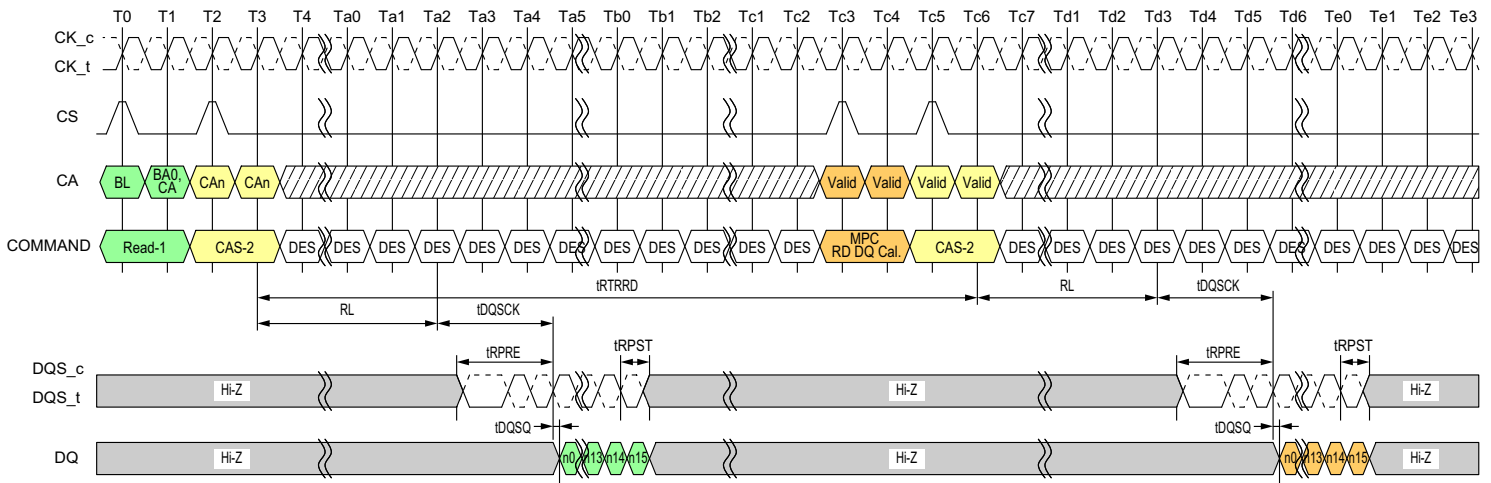 T0 T1 T2 T3 T4 Ta0 Ta1 Ta2 Ta3 Ta4 Ta5 Tb0 Tb1 Tb2 Tc1 Tc2 Tc3 Tc4 Tc5 Tc6 Tc7 Td1 Td2 Td3 Td4 Td5 Td6 Te0 Te1 Te2 Te3
CK_c
CK_t
CS
CA BL BA0, CA CAn CAn Valid Valid Valid Valid
COMMAND Read-1 CAS-2 DES DES DES DES DES DES DES DES DES DES DES DES MPC RD DQ Cal. CAS-2 DES DES DES DES DES DES DES DES DES DES DES
tRTRRD RL tDQSCK
RL tDQSCK
tRPRE tRPST tRPRE tRPST
DQS_c
DQS_t
Hi-Z Hi-Z Hi-Z
tDQSQ tDQSQ
DQ Hi-Z n0 n13 n14 n15 Hi-Z n0 n13 n14 n15 Hi-Z